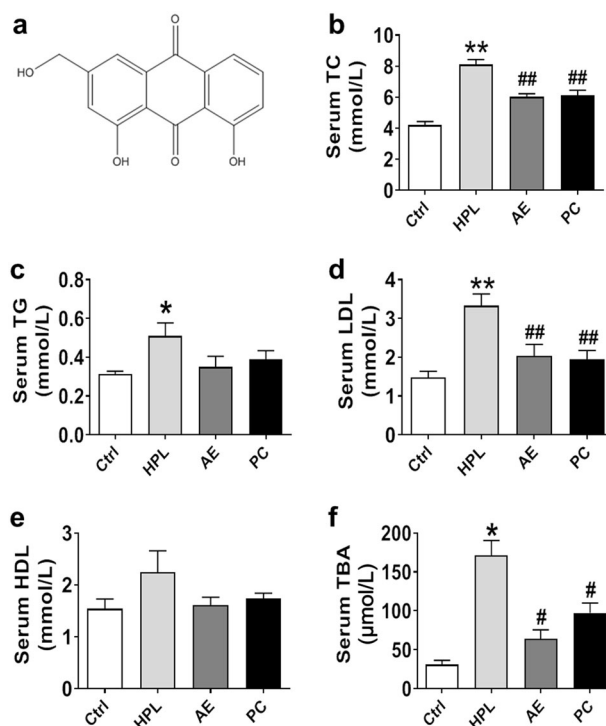 a
O
HO
OH
O
OH
b
Serum TC
(mmol/L)
10
8
6
4
2
0
**
##
##
Ctrl
HPL
AE
PC
c
Serum TG
(mmol/L)
0.8
0.6
0.4
0.2
0.0
*
Ctrl
HPL
AE
PC
d
Serum LDL
(mmol/L)
4
3
2
1
0
**
##
##
Ctrl
HPL
AE
PC
e
Serum HDL
(mmol/L)
3
2
1
0
Ctrl
HPL
AE
PC
f
Serum TBA
(μmol/L)
200
150
100
50
0
*
#
#
Ctrl
HPL
AE
PC